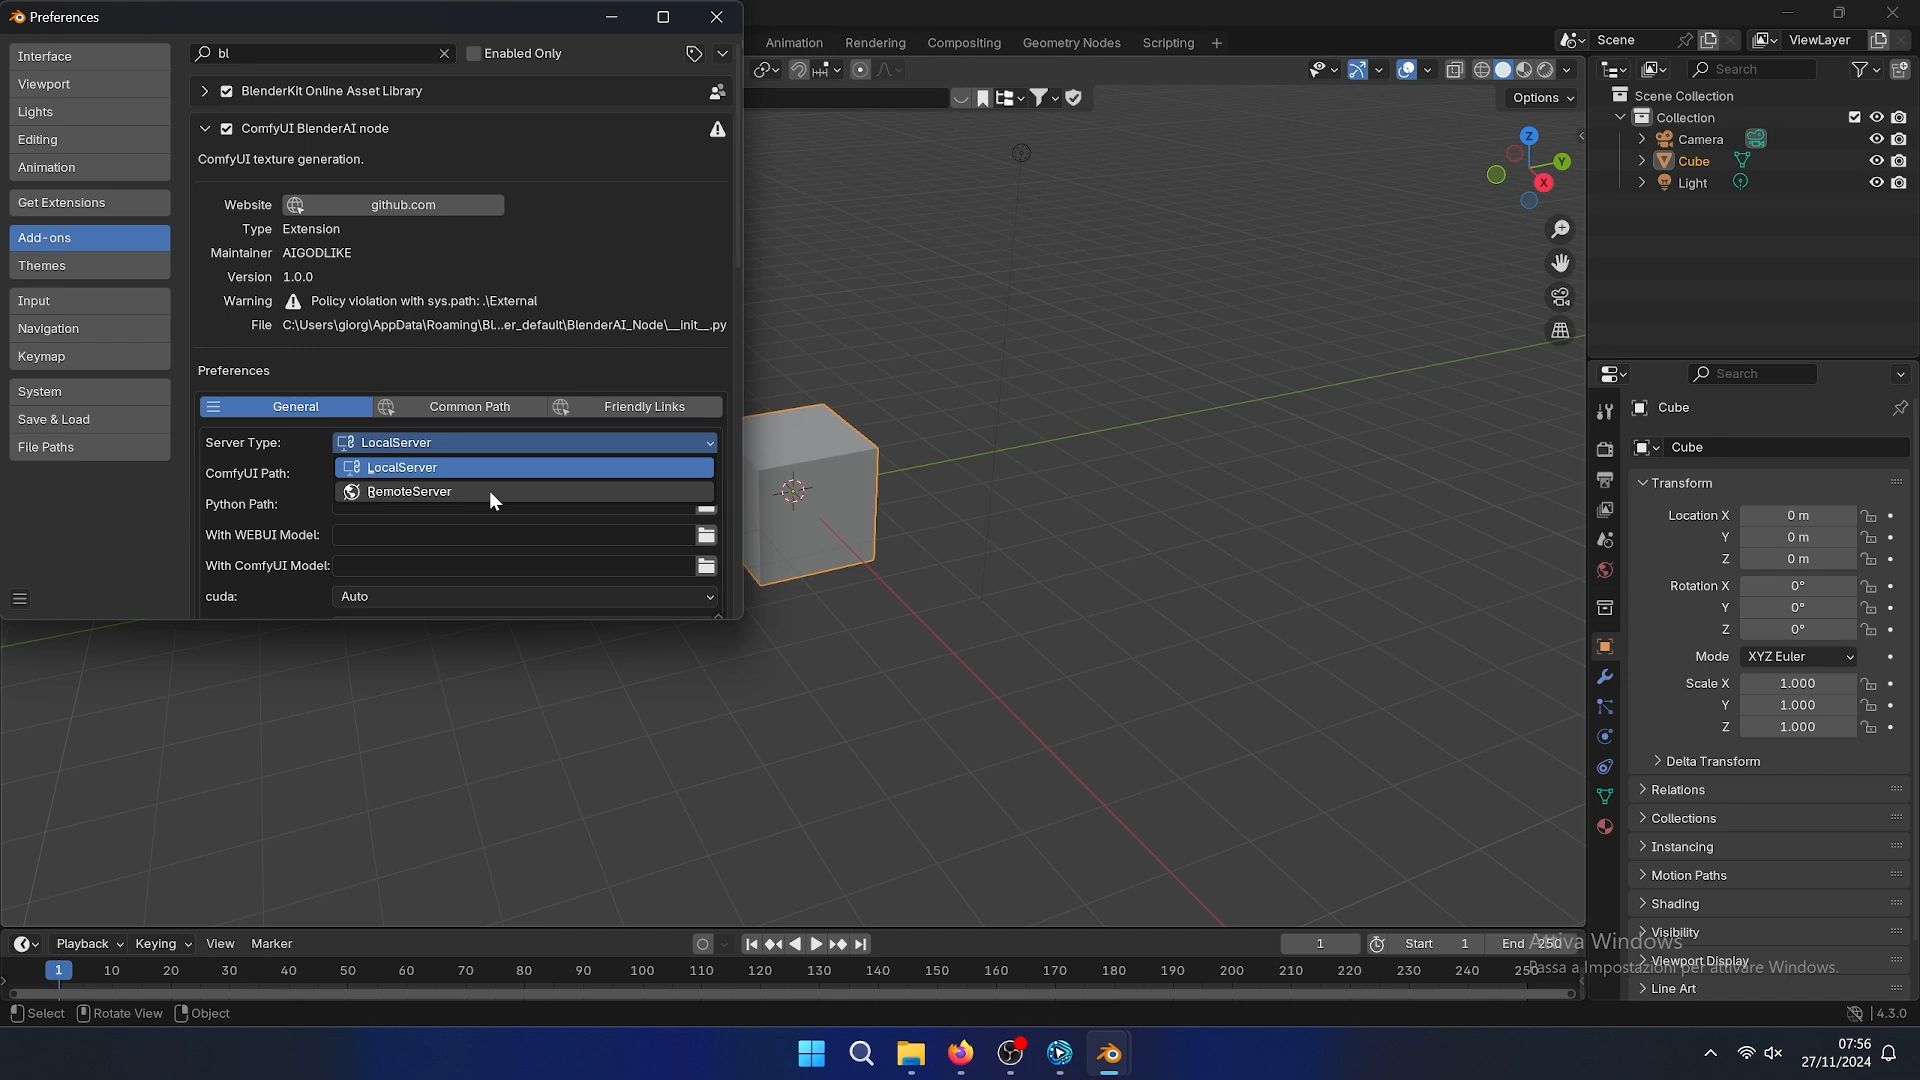 Preferences
Interface
Viewport
Lights
Editing
Animation
Get Extensions
Add-ons
Themes
Input
Navigation
Keymap
System
Save & Load
File Paths
bl
Enabled Only
BlenderKit Online Asset Library
ComfyUI BlenderAI node
ComfyUI texture generation.
Website github.com
Type Extension
Maintainer AIGODLIKE
Version 1.0.0
Warning Policy violation with sys.path: .\External
File C:\Users\giorg\AppData\Roaming\Bl...er_default\BlenderAI_Node\__init__.py
Preferences
General Common Path Friendly Links
Server Type: LocalServer
LocalServer
ComfyUI Path:
RemoteServer
Python Path:
With WEBUI Model:
With ComfyUI Model:
cuda: Auto
Animation Rendering Compositing Geometry Nodes Scripting +
Scene ViewLayer
Options
Z
Y
X
Search
Scene Collection
Collection
Camera
Cube
Light
Search
Cube
Cube
Transform
Location X 0 m
Y 0 m
Z 0 m
Rotation X 0°
Y 0°
Z 0°
Mode XYZ Euler
Scale X 1.000
Y 1.000
Z 1.000
Delta Transform
Relations
Collections
Instancing
Motion Paths
Shading
Visibility
Viewport Display
Line Art
Attiva Windows
Passa a Impostazioni per attivare Windows.
Playback Keying View Marker
1 Start 1 End 250
1 10 20 30 40 50 60 70 80 90 100 110 120 130 140 150 160 170 180 190 200 210 220 230 240 250
Select Rotate View Object
4.3.0
07:56
27/11/2024